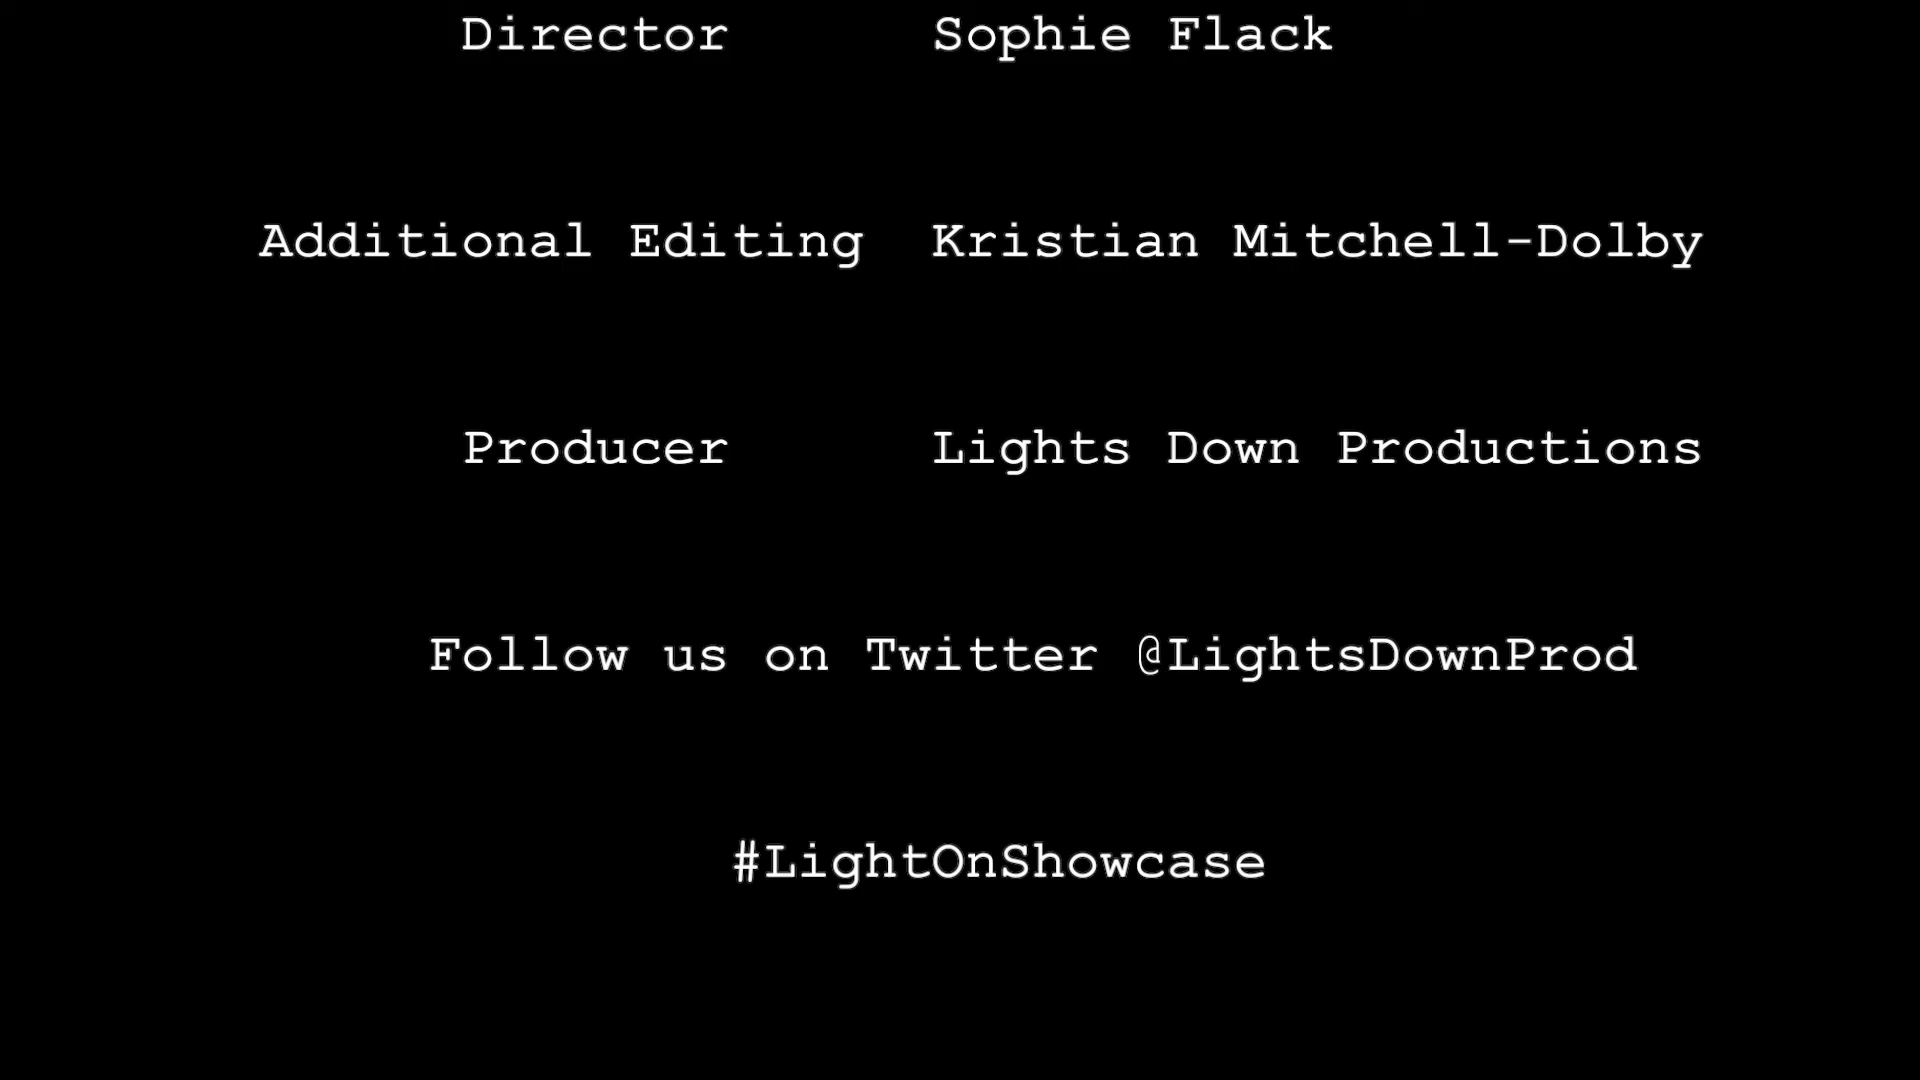 Director Sophie Flack
Additional Editing Kristian Mitchell-Dolby
Producer Lights Down Productions
Follow us on Twitter @LightsDownProd
#LightOnShowcase